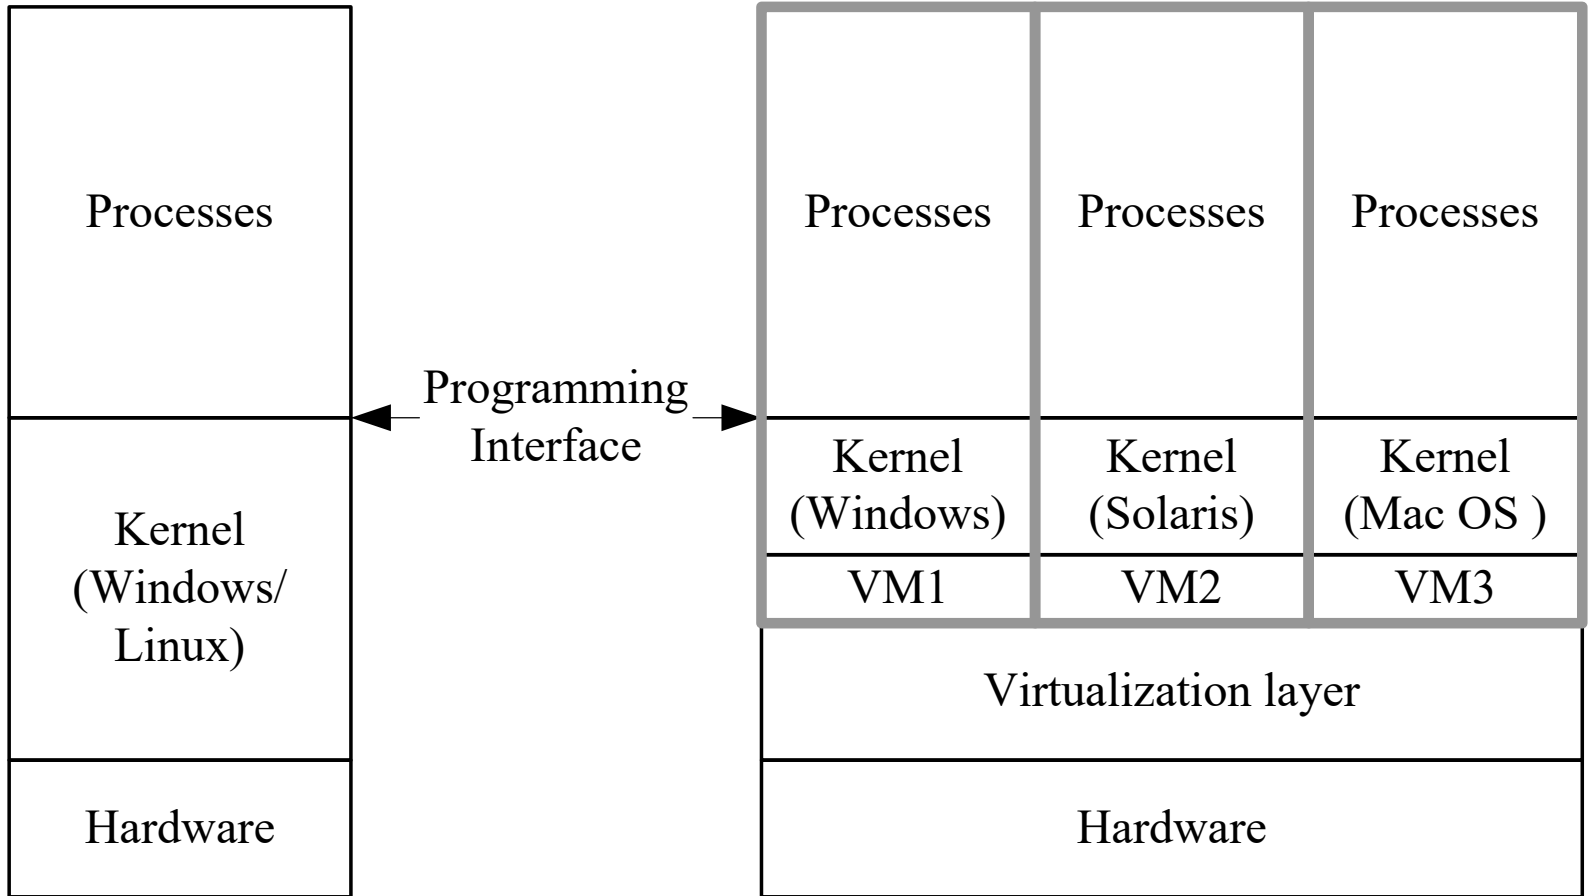 Processes
Kernel
(Windows/
Linux)
Hardware
Programming
Interface
Processes
Processes
Processes
Kernel
(Windows)
Kernel
(Solaris)
Kernel
(Mac OS )
VM1
VM2
VM3
Virtualization layer
Hardware